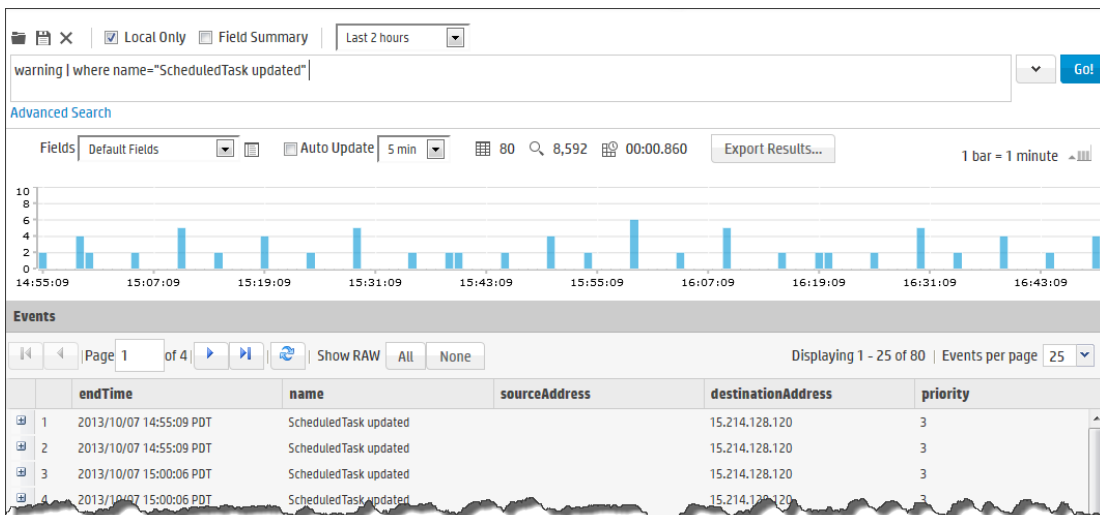 Local Only Field Summary Last 2 hours
warning | where name="ScheduledTask updated"
Go!
Advanced Search
Fields Default Fields Auto Update 5 min 80 8,592 00:00.860 Export Results... 1 bar = 1 minute
10
8
6
4
2
0
14:55:09 15:07:09 15:19:09 15:31:09 15:43:09 15:55:09 16:07:09 16:19:09 16:31:09 16:43:09
Events
Page 1 of 4 Show RAW All None Displaying 1 - 25 of 80 Events per page 25
endTime name sourceAddress destinationAddress priority
1 2013/10/07 14:55:09 PDT ScheduledTask updated 15.214.128.120 3
2 2013/10/07 14:55:09 PDT ScheduledTask updated 15.214.128.120 3
3 2013/10/07 15:00:06 PDT ScheduledTask updated 15.214.128.120 3
4 2013/10/07 15:00:06 PDT ScheduledTask updated 15.214.128.120 3